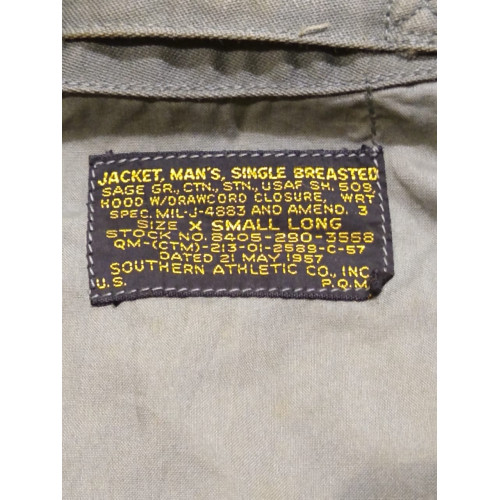 JACKET, MAN'S, SINGLE BREASTED
SAGE GR., CTN., STN., USAF SH. 509,
HOOD W/DRAWCORD CLOSURE, WRT
SPEC. MIL-J-4883 AND AMEND. 3
SIZE X SMALL LONG
STOCK NO. 8405-290-3558
QM-(CTM)-213-01-2589-C-57
DATED 21 MAY 1957
SOUTHERN ATHLETIC CO., INC
U.S. P.Q.M.